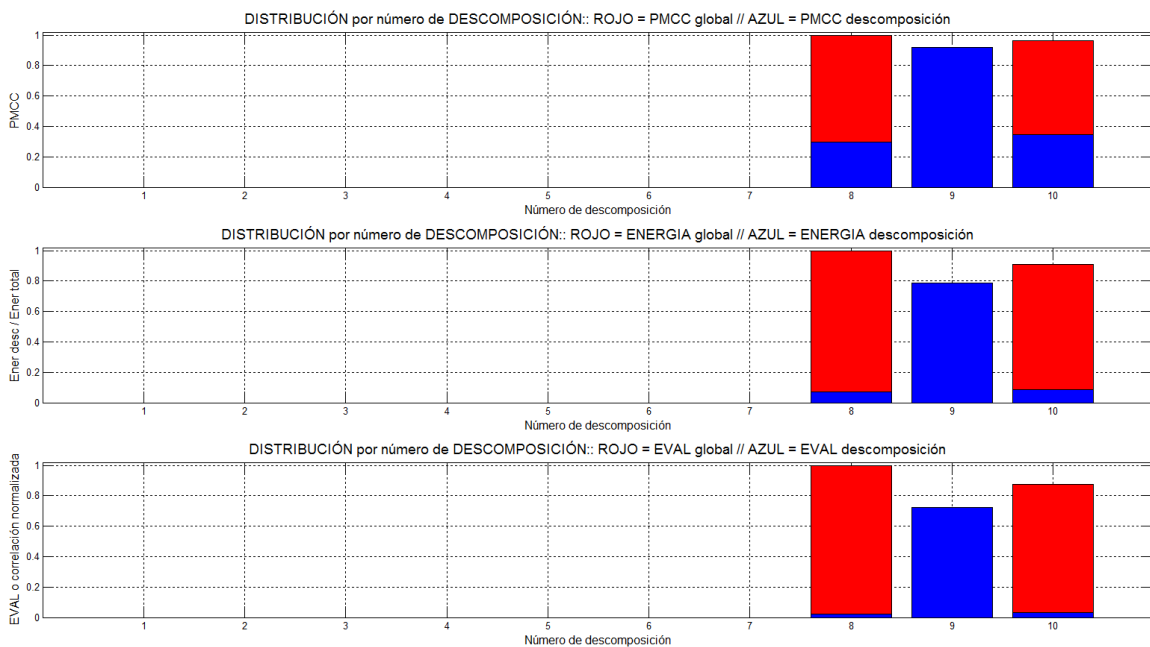 DISTRIBUCIÓN por número de DESCOMPOSICIÓN:: ROJO = PMCC global // AZUL = PMCC descomposición
PMCC
1
0.8
0.6
0.4
0.2
0
1 2 3 4 5 6 7 8 9 10
Número de descomposición
DISTRIBUCIÓN por número de DESCOMPOSICIÓN:: ROJO = ENERGIA global // AZUL = ENERGIA descomposición
Ener desc / Ener total
1
0.8
0.6
0.4
0.2
0
1 2 3 4 5 6 7 8 9 10
Número de descomposición
DISTRIBUCIÓN por número de DESCOMPOSICIÓN:: ROJO = EVAL global // AZUL = EVAL descomposición
EVAL o correlación normalizada
1
0.8
0.6
0.4
0.2
0
1 2 3 4 5 6 7 8 9 10
Número de descomposición